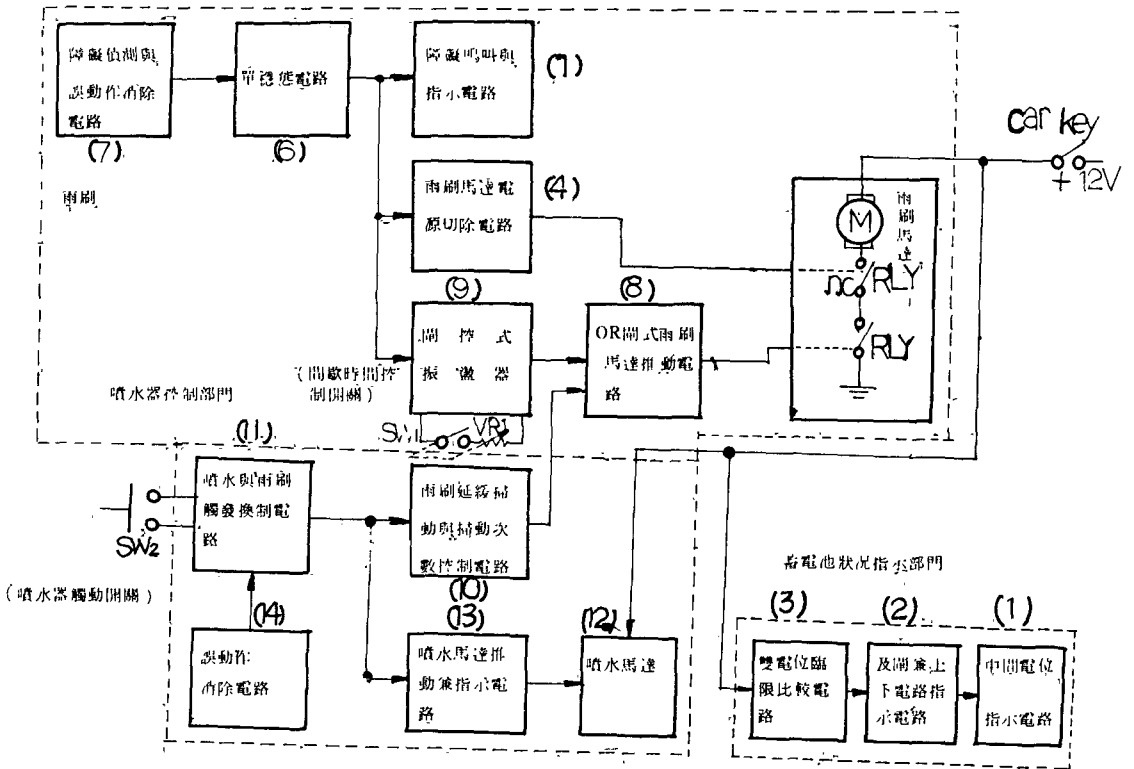 障礙偵測與
誤動作消除
電路
(7)
單穩態電路
(6)
障礙鳴叫與
指示電路
(7)
雨刷
雨刷馬達電
源切除電路
(4)
car key
+ 12V
雨刷馬達
M
nc
RLY
RLY
(9)
閘控式
振盪器
(間歇時間控
制開關)
(8)
OR閘式雨刷
馬達推動電
路
噴水器控制部門
SW1
VR1
(11)
噴水與雨刷
觸發換制電
路
SW2
(噴水器觸動開關)
雨刷延緩掃
動與掃動次
數控制電路
(10)
(14)
誤動作
消除電路
(13)
噴水馬達推
動兼指示電
路
(12)
噴水馬達
蓄電池狀況指示部門
(3)
雙電位臨
限比較電
路
(2)
及閘兼上
下電路指
示電路
(1)
中間電位
指示電路